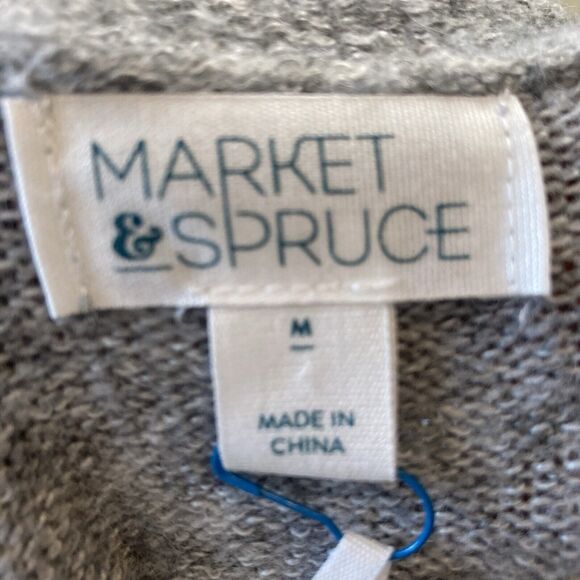 MARKET
& SPRUCE
M
MADE IN
CHINA